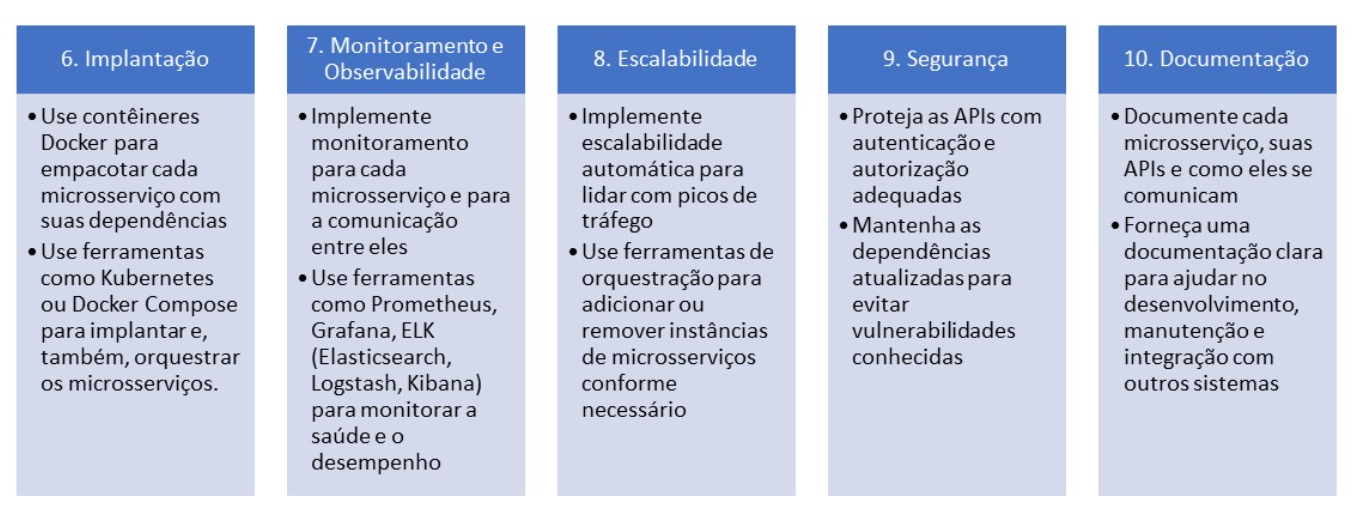 6. Implantação
• Use contêineres
Docker para
empacotar cada
microsserviço com
suas dependências
• Use ferramentas
como Kubernetes
ou Docker Compose
para implantar e,
também, orquestrar
os microsserviços.
7. Monitoramento e
Observabilidade
• Implemente
monitoramento
para cada
microsserviço e para
a comunicação
entre eles
• Use ferramentas
como Prometheus,
Grafana, ELK
(Elasticsearch,
Logstash, Kibana)
para monitorar a
saúde e o
desempenho
8. Escalabilidade
• Implemente
escalabilidade
automática para
lidar com picos de
tráfego
• Use ferramentas de
orquestração para
adicionar ou
remover instâncias
de microsserviços
conforme
necessário
9. Segurança
• Proteja as APIs com
autenticação e
autorização
adequadas
• Mantenha as
dependências
atualizadas para
evitar
vulnerabilidades
conhecidas
10. Documentação
• Documente cada
microserviço, suas
APIs e como eles se
comunicam
• Forneça uma
documentação clara
para ajudar no
desenvolvimento,
manutenção e
integração com
outros sistemas